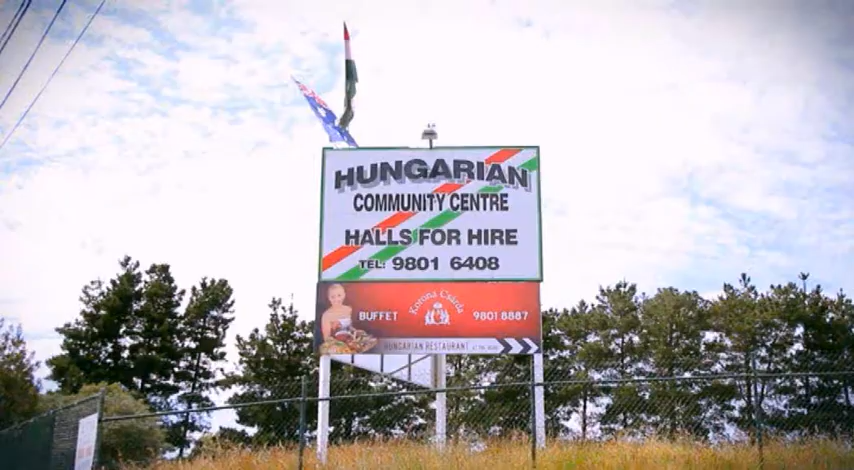 HUNGARIAN
COMMUNITY CENTRE
HALLS FOR HIRE
TEL: 9801 6408
Korona Csárda
BUFFET 9801 8887
HUNGARIAN RESTAURANT